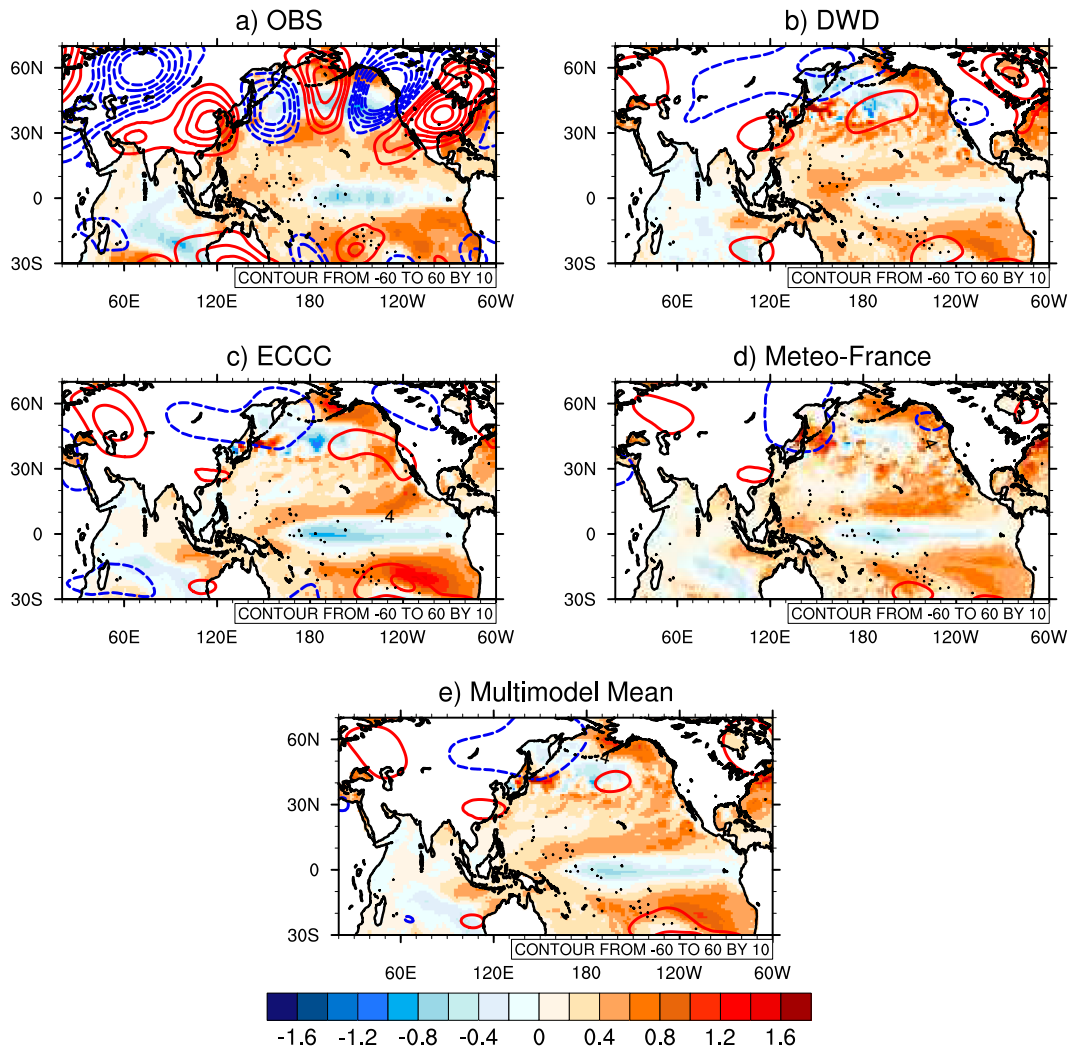 a) OBS
b) DWD
60N
30N
0
30S
CONTOUR FROM -60 TO 60 BY 10
60E
120E
180
120W
60W
60N
30N
0
30S
CONTOUR FROM -60 TO 60 BY 10
60E
120E
180
120W
60W
c) ECCC
d) Meteo-France
60N
30N
0
30S
.4
CONTOUR FROM -60 TO 60 BY 10
60E
120E
180
120W
60W
60N
30N
0
30S
CONTOUR FROM -60 TO 60 BY 10
60E
120E
180
120W
60W
e) Multimodel Mean
60N
30N
0
30S
CONTOUR FROM -60 TO 60 BY 10
60E
120E
180
120W
60W
-1.6
-1.2
-0.8
-0.4
0
0.4
0.8
1.2
1.6